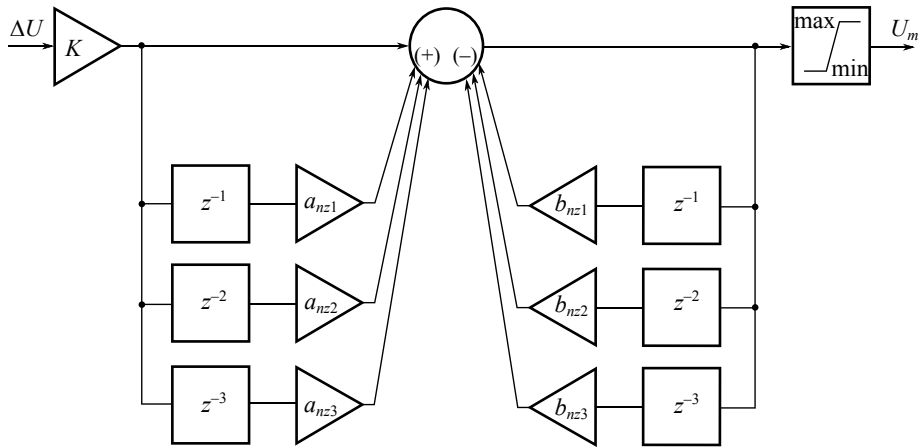 ΔU
K
(+) (–)
max
min
U_m
z⁻¹
a_nz1
b_nz1
z⁻¹
z⁻²
a_nz2
b_nz2
z⁻²
z⁻³
a_nz3
b_nz3
z⁻³